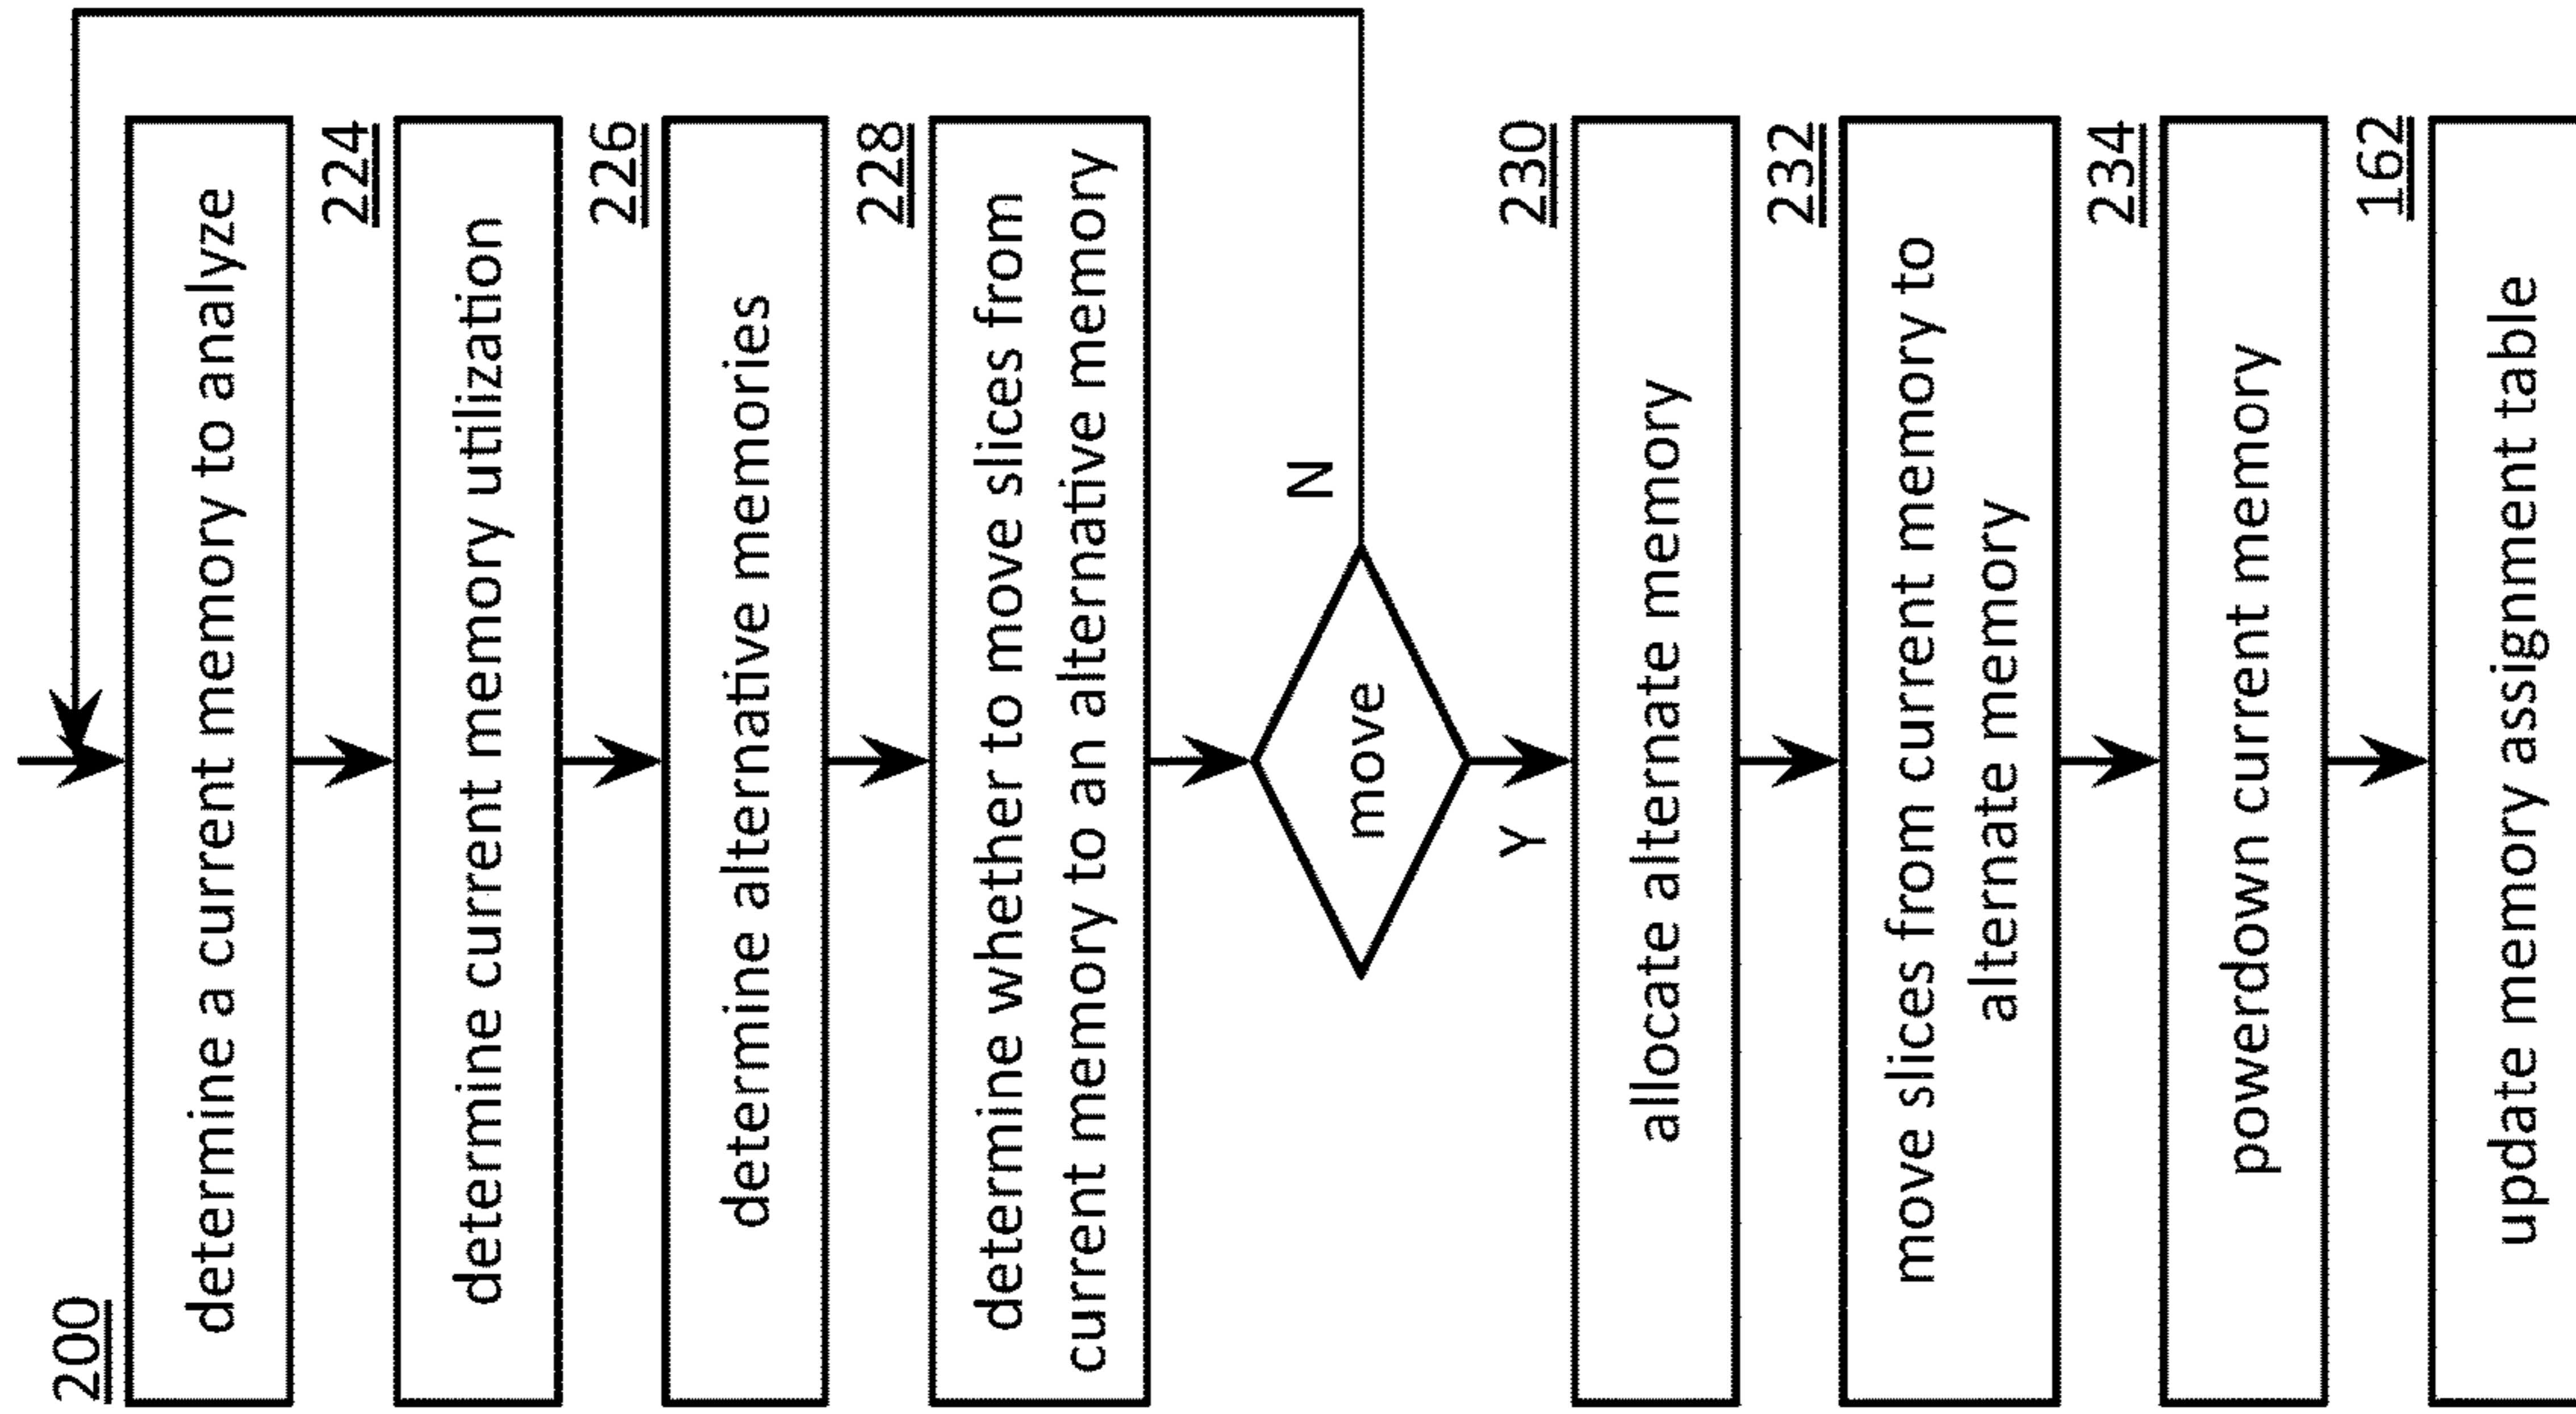 200
determine a current memory to analyze
224
determine current memory utilization
226
determine alternative memories
228
determine whether to move slices from
current memory to an alternative memory
move
N
Y
230
allocate alternate memory
232
move slices from current memory to
alternate memory
234
powerdown current memory
162
update memory assignment table